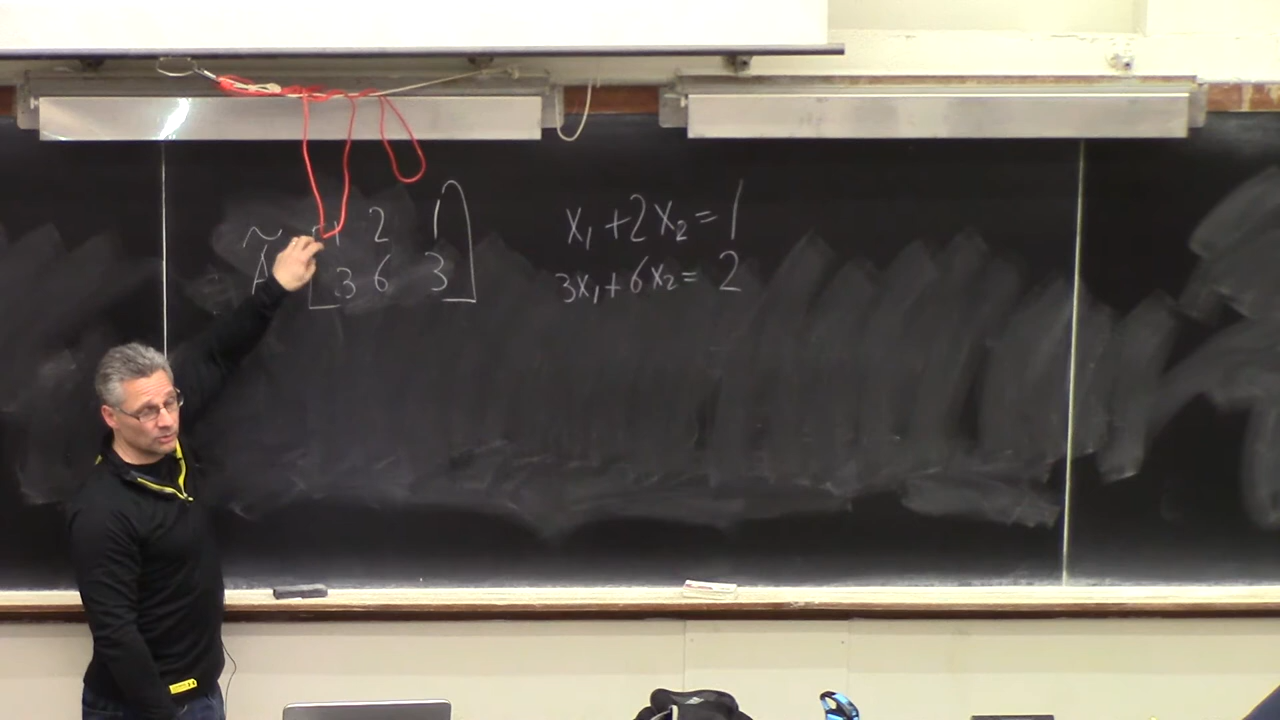 Ã [1 2 1
3 6 3]
x₁+2x₂=1
3x₁+6x₂=2